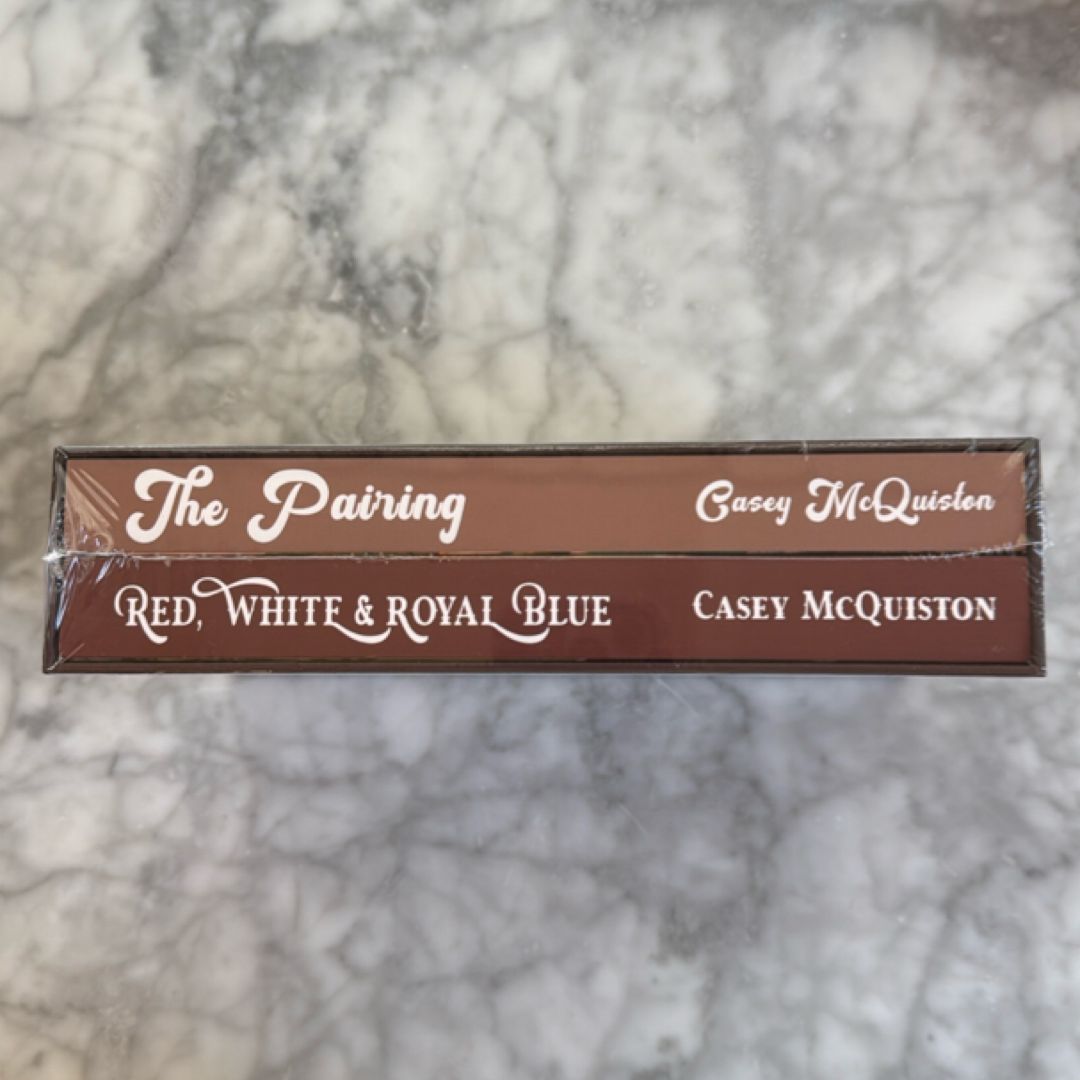 The Pairing Casey McQuiston
RED, WHITE & ROYAL BLUE CASEY MCQUISTON